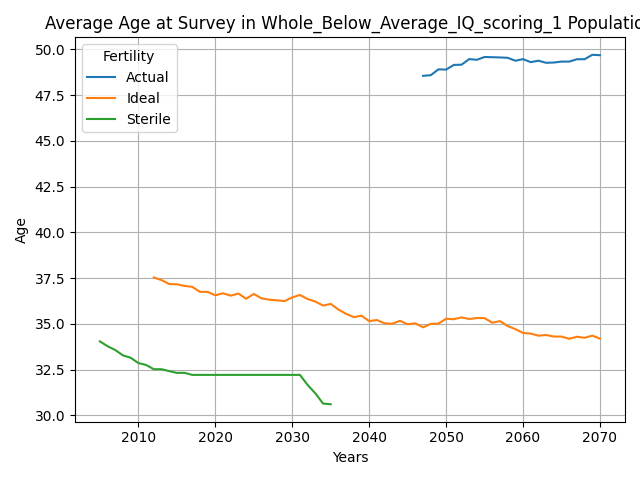 Average Age at Survey in Whole_Below_Average_IQ_scoring_1 Populatio
Fertility
Actual
Ideal
Sterile
50.0
47.5
45.0
42.5
40.0
37.5
35.0
32.5
30.0
Age
2010 2020 2030 2040 2050 2060 2070
Years